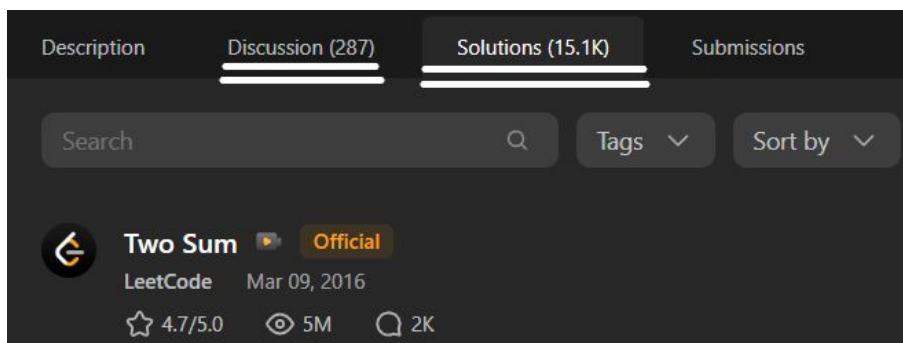 Description Discussion (287) Solutions (15.1K) Submissions
Search Tags Sort by
Two Sum Official
LeetCode Mar 09, 2016
4.7/5.0 5M 2K